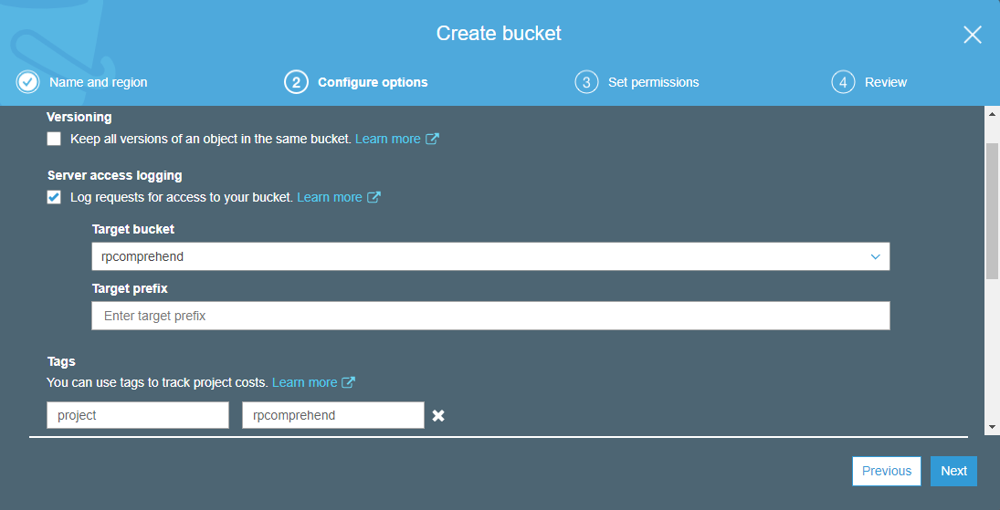 Create bucket
Name and region
2 Configure options
3 Set permissions
4 Review
Versioning
Keep all versions of an object in the same bucket. Learn more
Server access logging
Log requests for access to your bucket. Learn more
Target bucket
rpcomprehend
Target prefix
Enter target prefix
Tags
You can use tags to track project costs. Learn more
project rpcomprehend
Previous Next